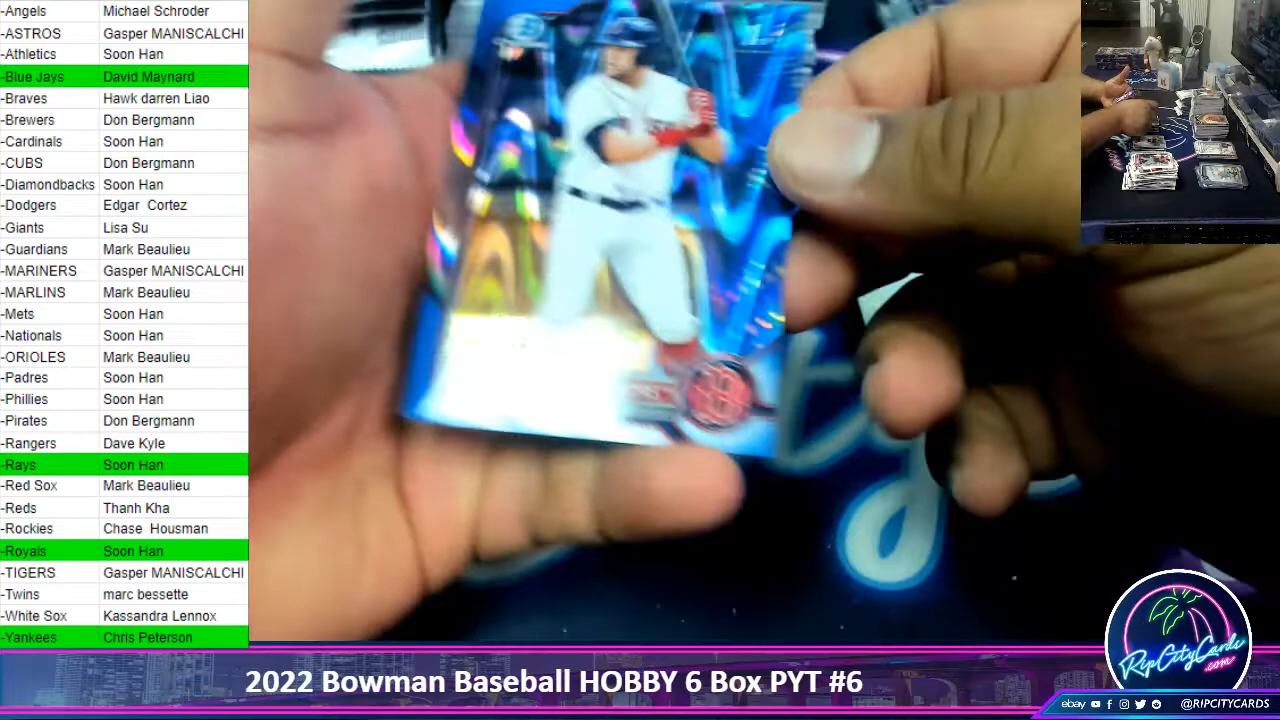 -Angels Michael Schroder
-ASTROS Gasper MANISCALCHI
-Athletics Soon Han
-Blue Jays David Maynard
-Braves Hawk darren Liao
-Brewers Don Bergmann
-Cardinals Soon Han
-CUBS Don Bergmann
-Diamondbacks Soon Han
-Dodgers Edgar Cortez
-Giants Lisa Su
-Guardians Mark Beaulieu
-MARINERS Gasper MANISCALCHI
-MARLINS Mark Beaulieu
-Mets Soon Han
-Nationals Soon Han
-ORIOLES Mark Beaulieu
-Padres Soon Han
-Phillies Soon Han
-Pirates Don Bergmann
-Rangers Dave Kyle
-Rays Soon Han
-Red Sox Mark Beaulieu
-Reds Thanh Kha
-Rockies Chase Housman
-Royals Soon Han
-TIGERS Gasper MANISCALCHI
-Twins marc bessette
-White Sox Kassandra Lennox
-Yankees Chris Peterson
RipCityCards
.com
2022 Bowman Baseball HOBBY 6 Box PYT #6
ebay @RIPCITYCARDS